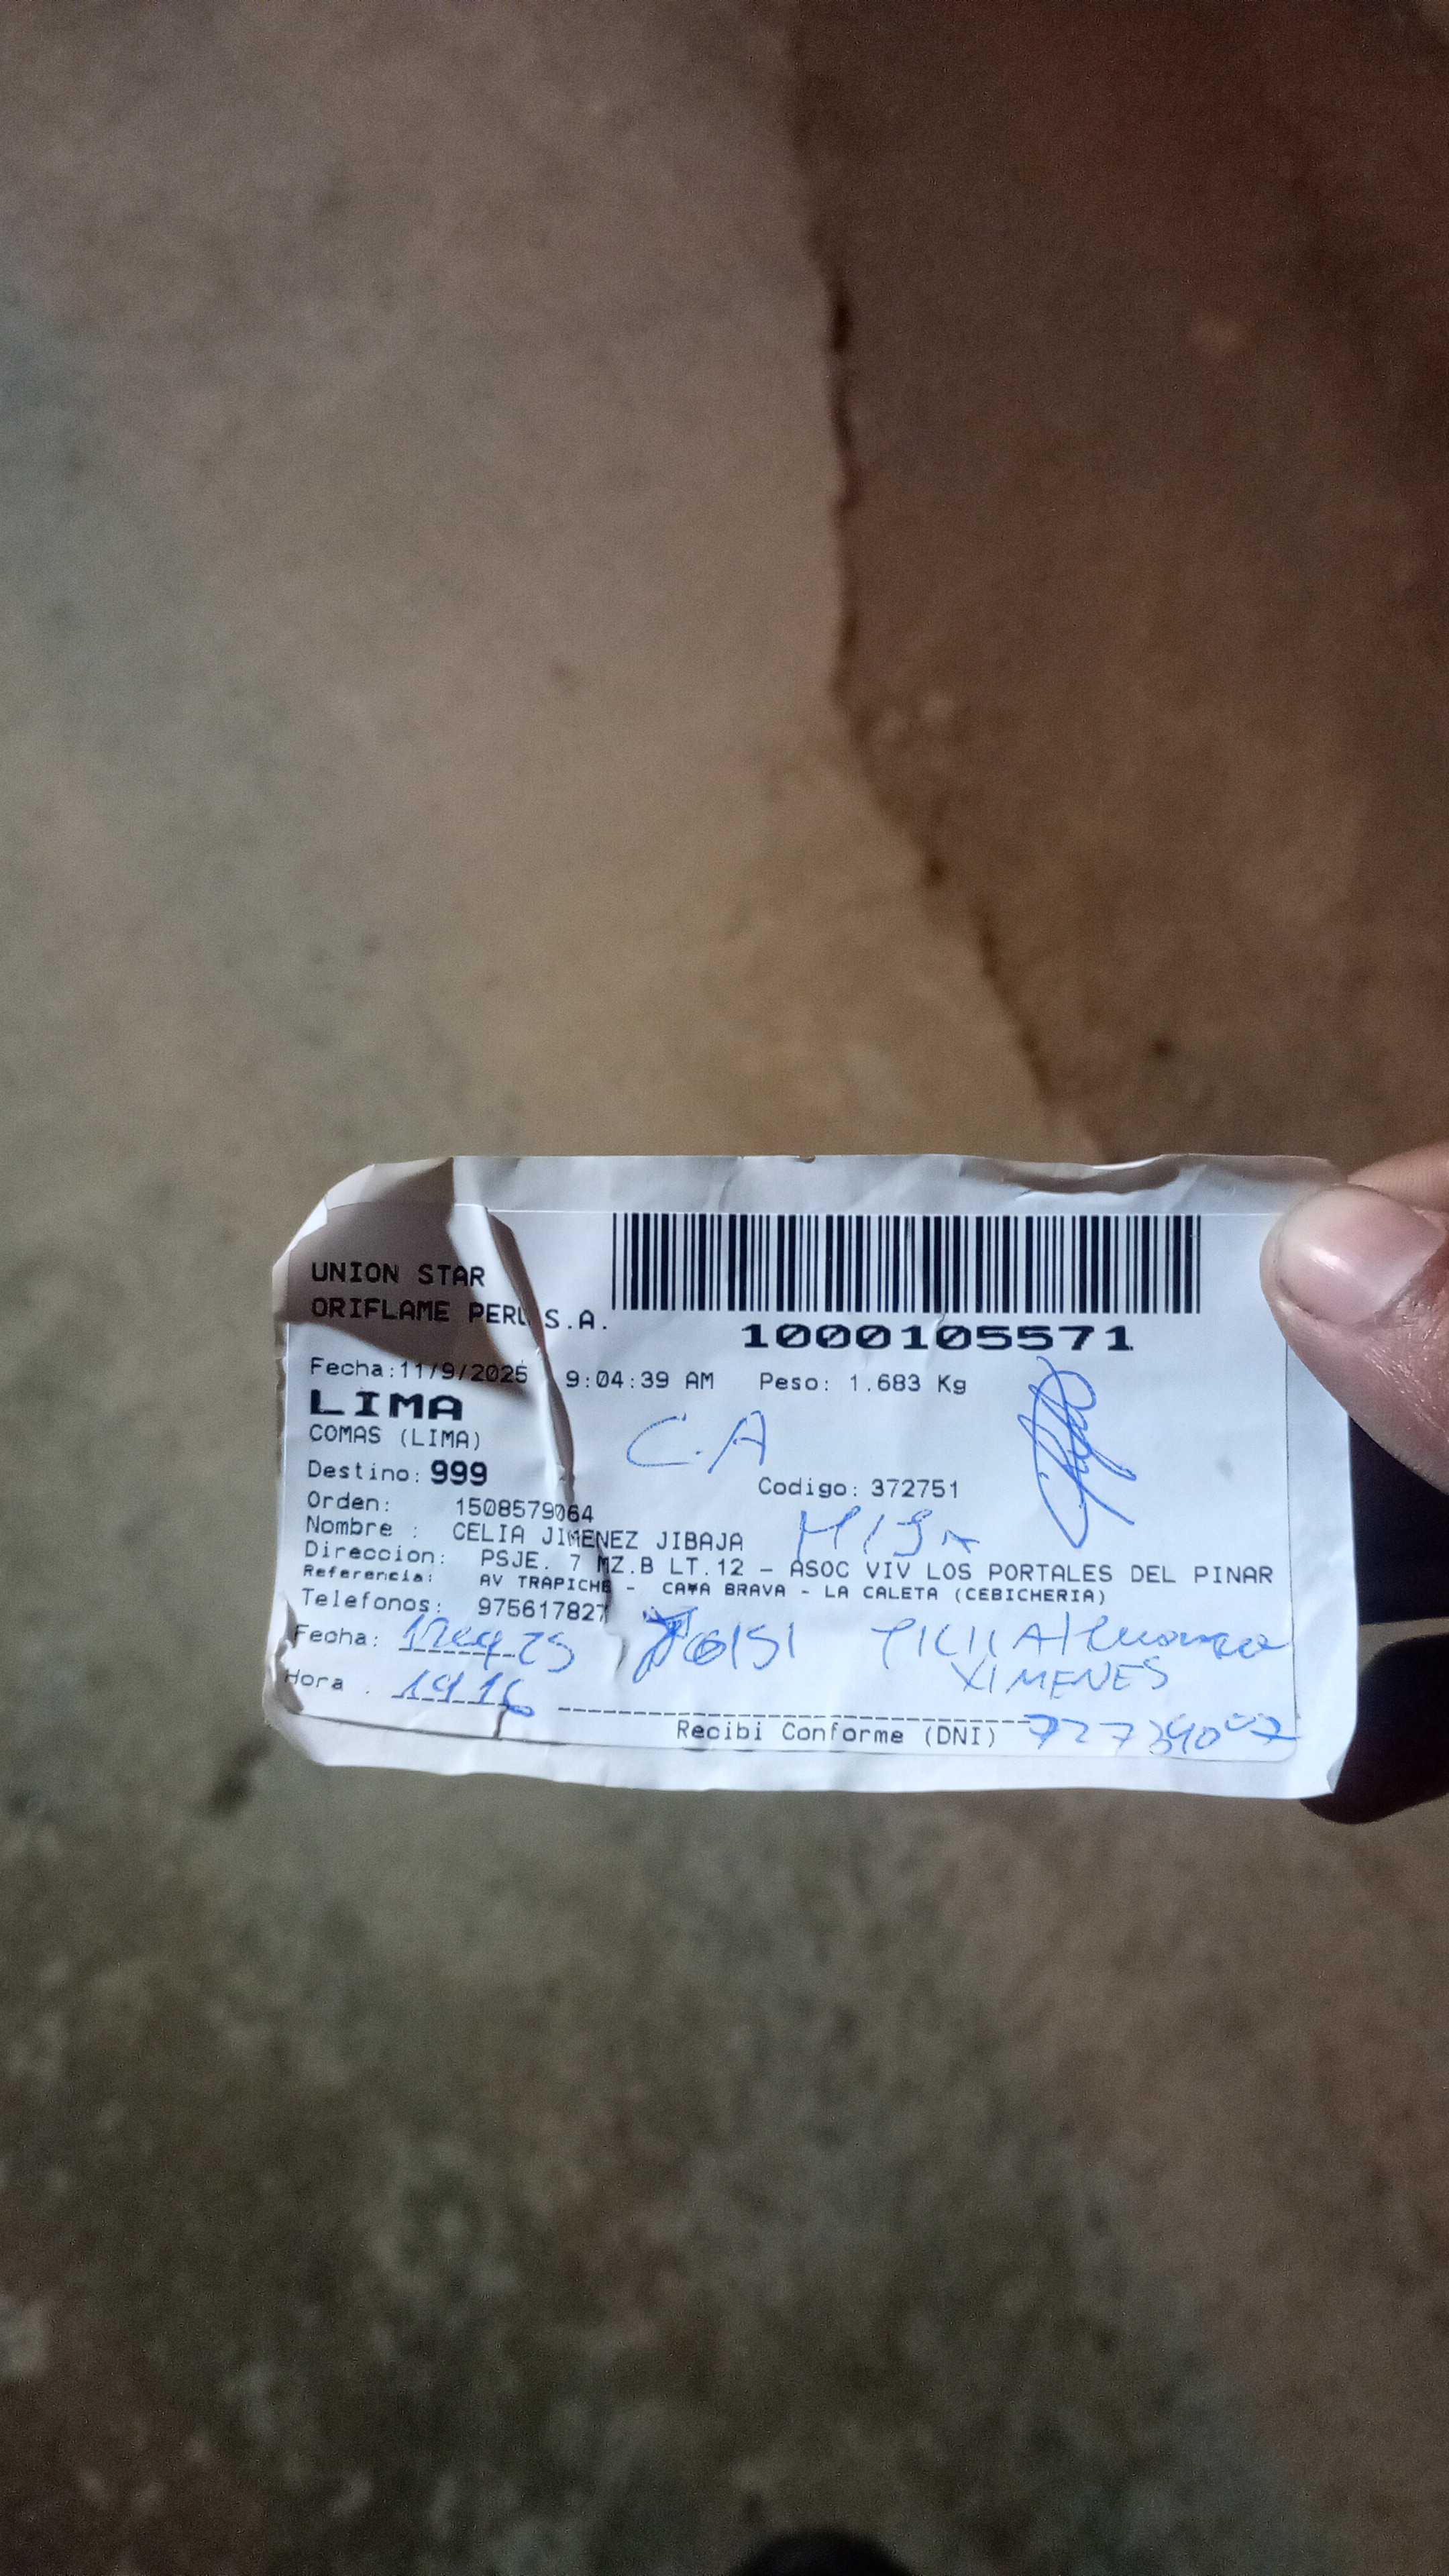 UNION STAR
ORIFLAME PERU S.A.
1000105571
Fecha:11/9/2025 9:04:39 AM Peso: 1.683 Kg
LIMA
COMAS (LIMA)
C.A
Destino: 999
Codigo: 372751
Orden: 1508579064
Nombre : CELIA JIMENEZ JIBAJA
Direccion: PSJE. 7 MZ.B LT.12 - ASOC VIV LOS PORTALES DEL PINAR
Referencia: AV TRAPICHE - CAÑA BRAVA - LA CALETA (CEBICHERIA)
Telefonos: 975617827
Fecha:
XIMENES
Hora .
Recibi Conforme (DNI)